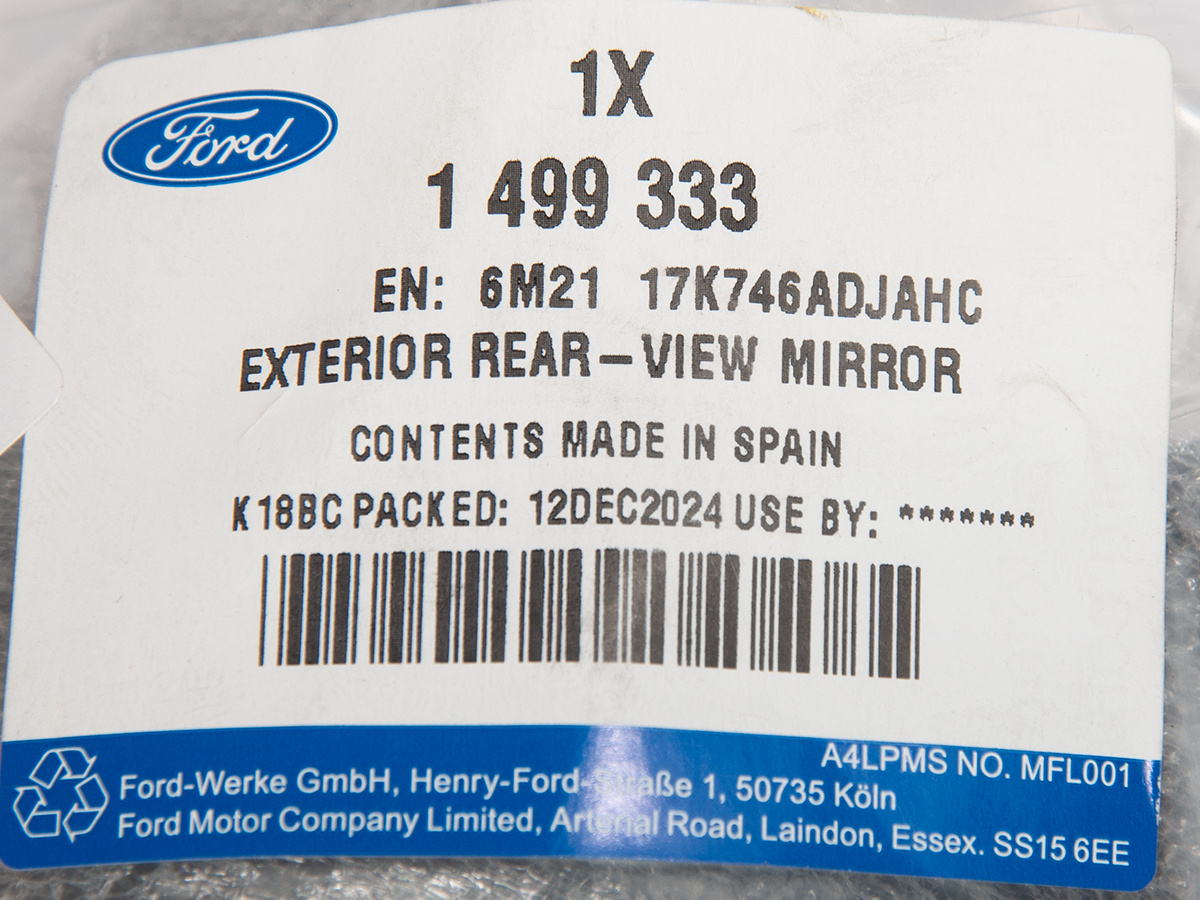 Ford
1X
1 499 333
EN: 6M21 17K746ADJAHC
EXTERIOR REAR-VIEW MIRROR
CONTENTS MADE IN SPAIN
K18BC PACKED: 12DEC2024 USE BY: *******
A4LPMS NO. MFL001
Ford-Werke GmbH, Henry-Ford-Straße 1, 50735 Köln
Ford Motor Company Limited, Arterial Road, Laindon, Essex. SS15 6EE